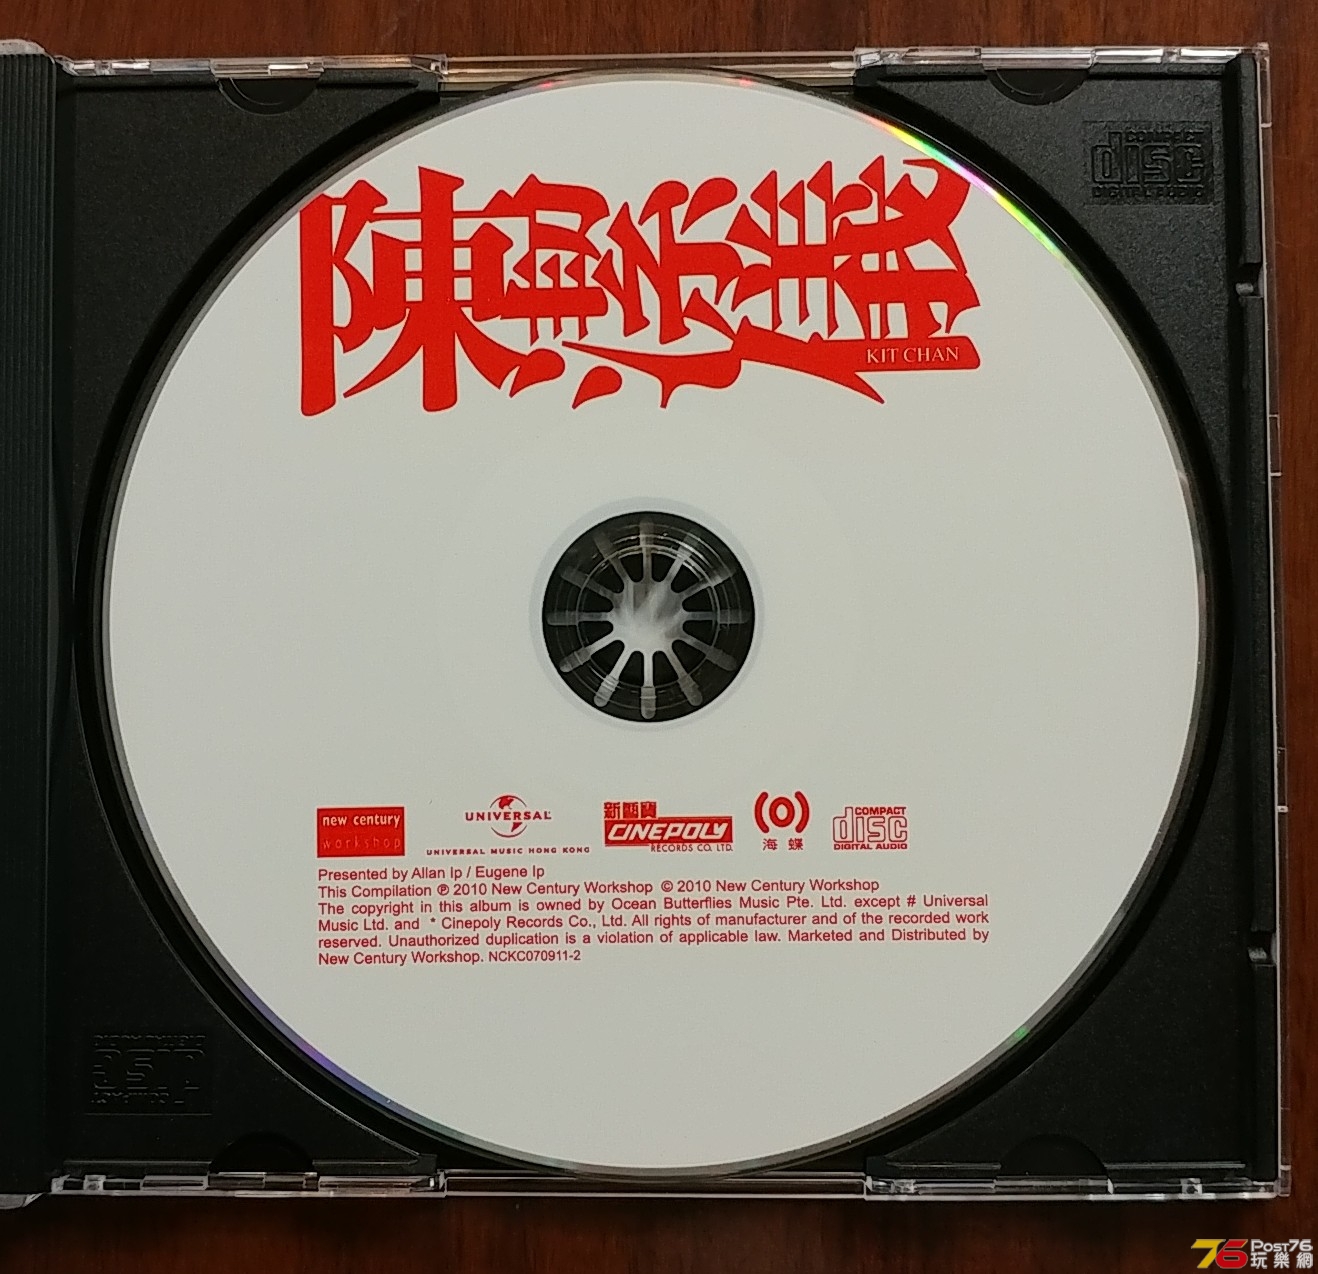 陳
KIT CHAN
COMPACT
disc
DIGITAL AUDIO
new century
workshop
UNIVERSAL
UNIVERSAL MUSIC HONG KONG
新藝寶
CINEPOLY
RECORDS CO. LTD.
海蝶
COMPACT
disc
DIGITAL AUDIO
Presented by Allan Ip / Eugene Ip
This Compilation ℗ 2010 New Century Workshop © 2010 New Century Workshop
The copyright in this album is owned by Ocean Butterflies Music Pte. Ltd. except # Universal
Music Ltd. and * Cinepoly Records Co., Ltd. All rights of manufacturer and of the recorded work
reserved. Unauthorized duplication is a violation of applicable law. Marketed and Distributed by
New Century Workshop. NCKC070911-2
COMPACT
disc
DIGITAL AUDIO
76 Post76
玩樂網